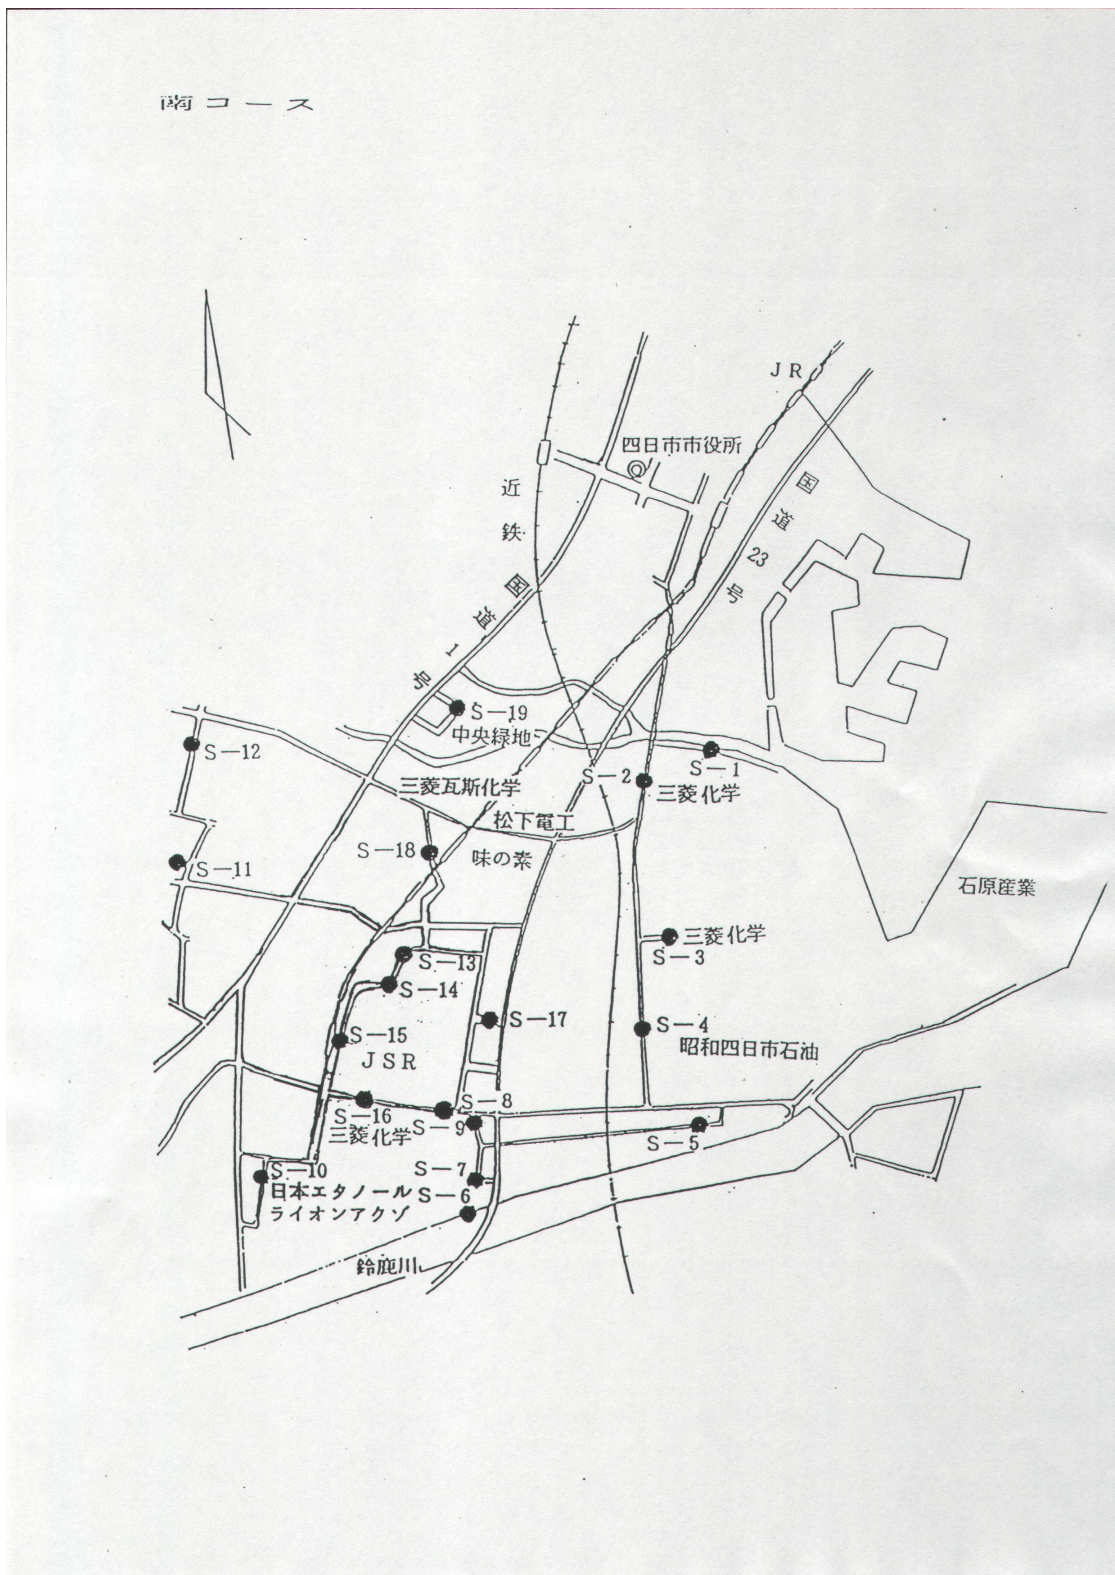 南コース
JR
四日市市役所
近鉄
国道23号
国道1号
S-19
中央緑地
S-12
S-1
S-2
三菱化学
三菱瓦斯化学
松下電工
S-18
味の素
S-11
石原産業
三菱化学
S-3
S-13
S-14
S-17
S-4
昭和四日市石油
S-15
JSR
S-8
S-16
S-9
三菱化学
S-5
S-10
S-7
日本エタノール
S-6
ライオンアクゾ
鈴鹿川